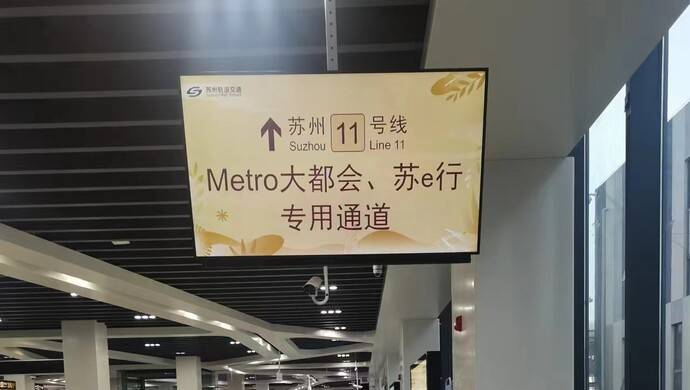 苏州轨道交通
苏州 11 号线
Suzhou Line 11
Metro大都会、苏e行
专用通道